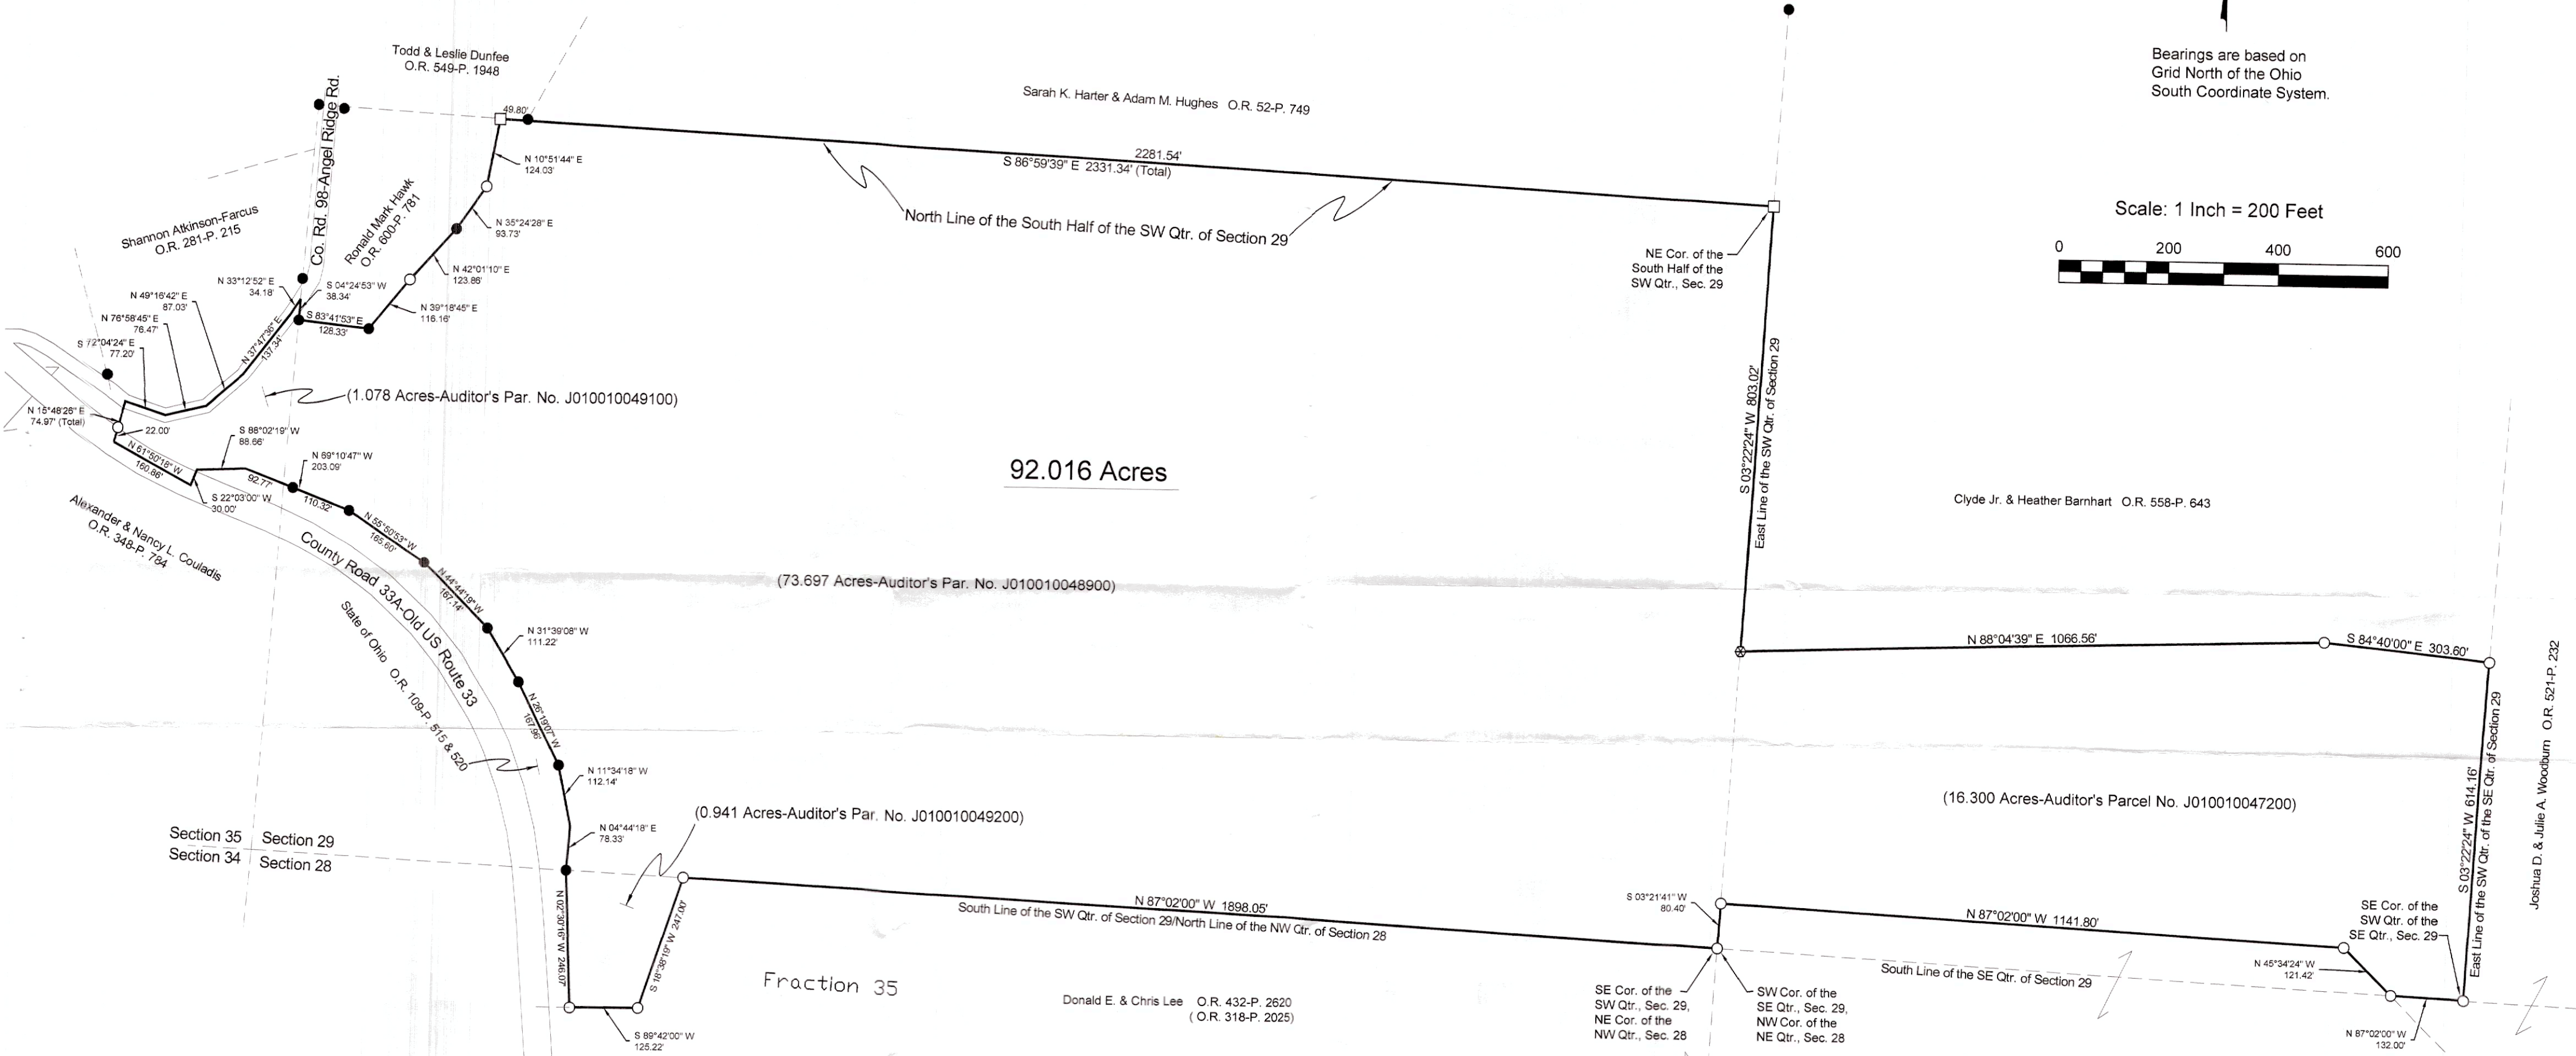 Todd & Leslie Dunfee
O.R. 549-P. 1948
Bearings are based on
Grid North of the Ohio
South Coordinate System.
Sarah K. Harter & Adam M. Hughes O.R. 52-P. 749
Co. Rd. 98-Angel Ridge Rd.
49.80'
N 10°51'44" E
124.03'
2281.54'
S 86°59'39" E 2331.34' (Total)
North Line of the South Half of the SW Qtr. of Section 29
Scale: 1 Inch = 200 Feet
0 200 400 600
Shannon Atkinson-Farcus
O.R. 281-P. 215
Ronald Mark Hawk
O.R. 600-P. 781
N 35°24'28" E
93.73'
NE Cor. of the
South Half of the
SW Qtr., Sec. 29
N 42°01'10" E
123.86'
N 33°12'52" E
34.18'
S 04°24'53" W
38.34'
N 49°16'42" E
87.03'
N 39°18'45" E
116.16'
S 83°41'53" E
128.33'
N 76°58'45" E
76.47'
N 37°47'36" E
137.34'
S 72°04'24" E
77.20'
(1.078 Acres-Auditor's Par. No. J010010049100)
N 15°48'26" E
74.97' (Total)
22.00'
S 88°02'19" W
88.66'
N 61°50'18" W
160.86'
N 69°10'47" W
203.09'
92.77'
110.32'
S 22°03'00" W
30.00'
92.016 Acres
S 03°22'24" W 803.02'
East Line of the SW Qtr. of Section 29
Clyde Jr. & Heather Barnhart O.R. 558-P. 643
Alexander & Nancy L. Couladis
O.R. 348-P. 784
N 55°50'53" W
165.60'
County Road 33A-Old US Route 33
(73.697 Acres-Auditor's Par. No. J010010048900)
N 44°44'19" W
167.14'
State of Ohio O.R. 109-P. 515 & 520
N 31°39'08" W
111.22'
N 88°04'39" E 1066.56'
S 84°40'00" E 303.60'
N 26°19'07" W
167.96'
N 11°34'18" W
112.14'
S 03°22'24" W 614.16'
East Line of the SW Qtr. of the SE Qtr. of Section 29
Joshua D. & Julie A. Woodburn O.R. 521-P. 232
(16.300 Acres-Auditor's Parcel No. J010010047200)
(0.941 Acres-Auditor's Par. No. J010010049200)
N 04°44'18" E
78.33'
Section 35 Section 29
Section 34 Section 28
N 02°30'16" W 246.07'
S 18°38'19" W 247.00'
N 87°02'00" W 1898.05'
South Line of the SW Qtr. of Section 29/North Line of the NW Qtr. of Section 28
S 03°21'41" W
80.40'
N 87°02'00" W 1141.80'
SE Cor. of the
SW Qtr. of the
SE Qtr., Sec. 29
N 45°34'24" W
121.42'
South Line of the SE Qtr. of Section 29
Fraction 35
Donald E. & Chris Lee O.R. 432-P. 2620
( O.R. 318-P. 2025)
SE Cor. of the
SW Qtr., Sec. 29,
NE Cor. of the
NW Qtr., Sec. 28
SW Cor. of the
SE Qtr., Sec. 29,
NW Cor. of the
NE Qtr., Sec. 28
S 89°42'00" W
125.22'
N 87°02'00" W
132.00'